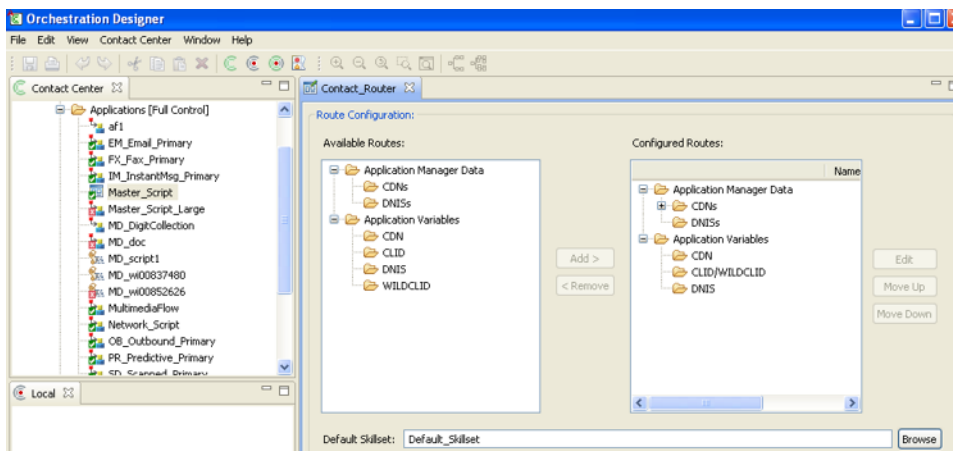 Orchestration Designer
File Edit View Contact Center Window Help
Contact Center
Applications [Full Control]
af1
EM_Email_Primary
FX_Fax_Primary
IM_InstantMsg_Primary
Master_Script
Master_Script_Large
MD_DigitCollection
MD_doc
MD_script1
MD_wi00837480
MD_wi00852626
MultimediaFlow
Network_Script
OB_Outbound_Primary
PR_Predictive_Primary
SD_Scanned_Primary
Local
Contact_Router
Route Configuration:
Available Routes:
Application Manager Data
CDNs
DNISs
Application Variables
CDN
CLID
DNIS
WILDCLID
Add >
< Remove
Configured Routes:
Name
Application Manager Data
CDNs
DNISs
Application Variables
CDN
CLID/WILDCLID
DNIS
Edit
Move Up
Move Down
Default Skillset: Default_Skillset Browse